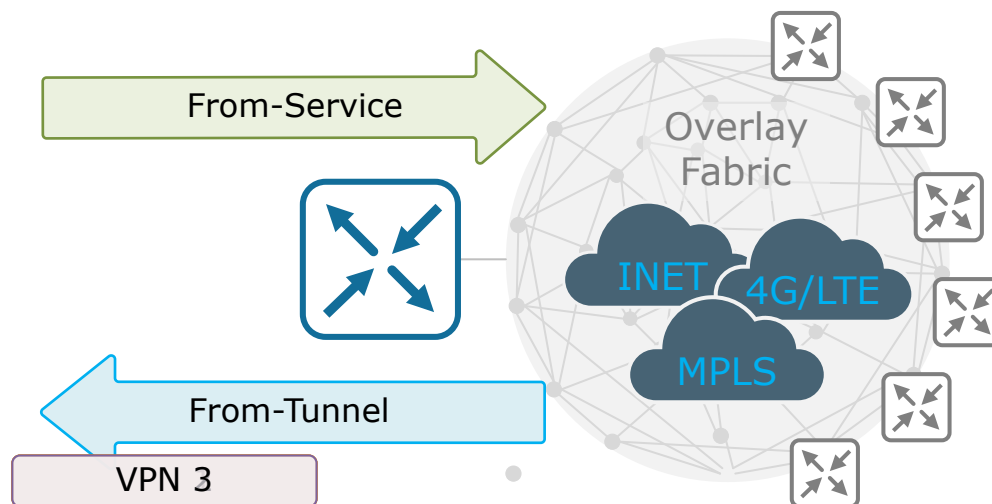 From-Service
Overlay
Fabric
INET
4G/LTE
MPLS
From-Tunnel
VPN 3